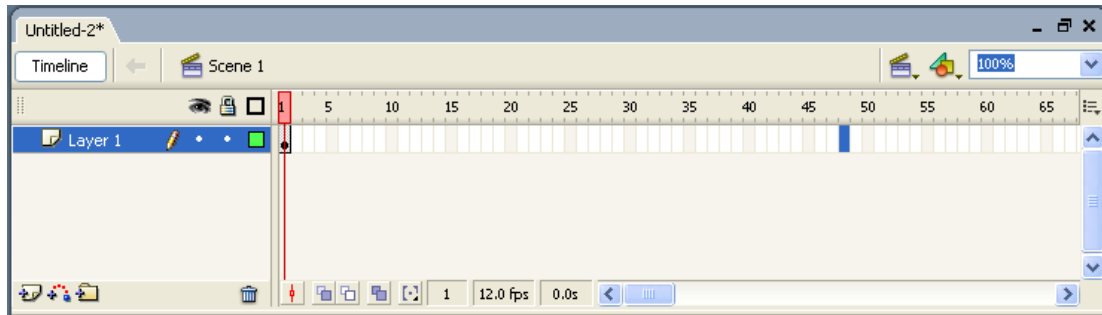 Untitled-2*
Timeline Scene 1 100%
1 5 10 15 20 25 30 35 40 45 50 55 60 65
Layer 1
1 12.0 fps 0.0s